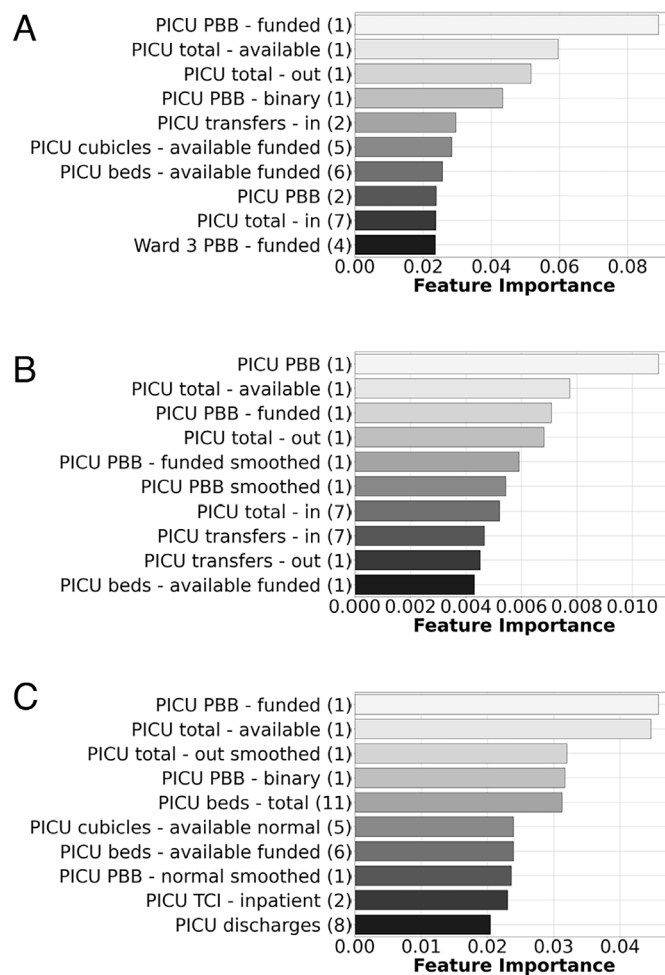 A
PICU PBB - funded (1)
PICU total - available (1)
PICU total - out (1)
PICU PBB - binary (1)
PICU transfers - in (2)
PICU cubicles - available funded (5)
PICU beds - available funded (6)
PICU PBB (2)
PICU total - in (7)
Ward 3 PBB - funded (4)
0.00 0.02 0.04 0.06 0.08
Feature Importance
B
PICU PBB (1)
PICU total - available (1)
PICU PBB - funded (1)
PICU total - out (1)
PICU PBB - funded smoothed (1)
PICU PBB smoothed (1)
PICU total - in (7)
PICU transfers - in (7)
PICU transfers - out (1)
PICU beds - available funded (1)
0.000 0.002 0.004 0.006 0.008 0.010
Feature Importance
C
PICU PBB - funded (1)
PICU total - available (1)
PICU total - out smoothed (1)
PICU PBB - binary (1)
PICU beds - total (11)
PICU cubicles - available normal (5)
PICU beds - available funded (6)
PICU PBB - normal smoothed (1)
PICU TCI - inpatient (2)
PICU discharges (8)
0.00 0.01 0.02 0.03 0.04
Feature Importance